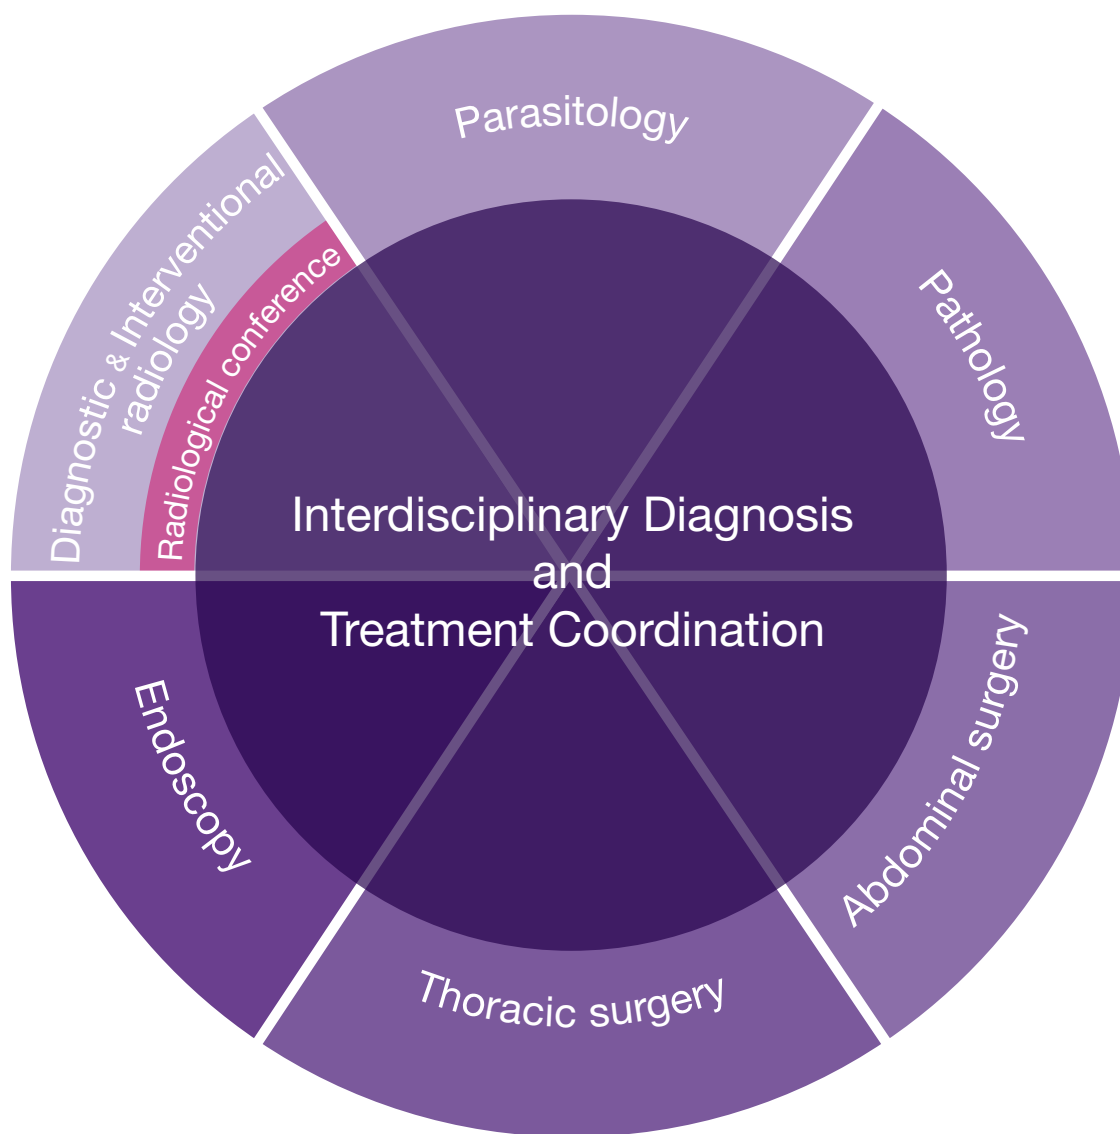 Parasitology
Pathology
Diagnostic & Interventional
radiology
Radiological conference
Interdisciplinary Diagnosis
and
Treatment Coordination
Abdominal surgery
Endoscopy
Thoracic surgery